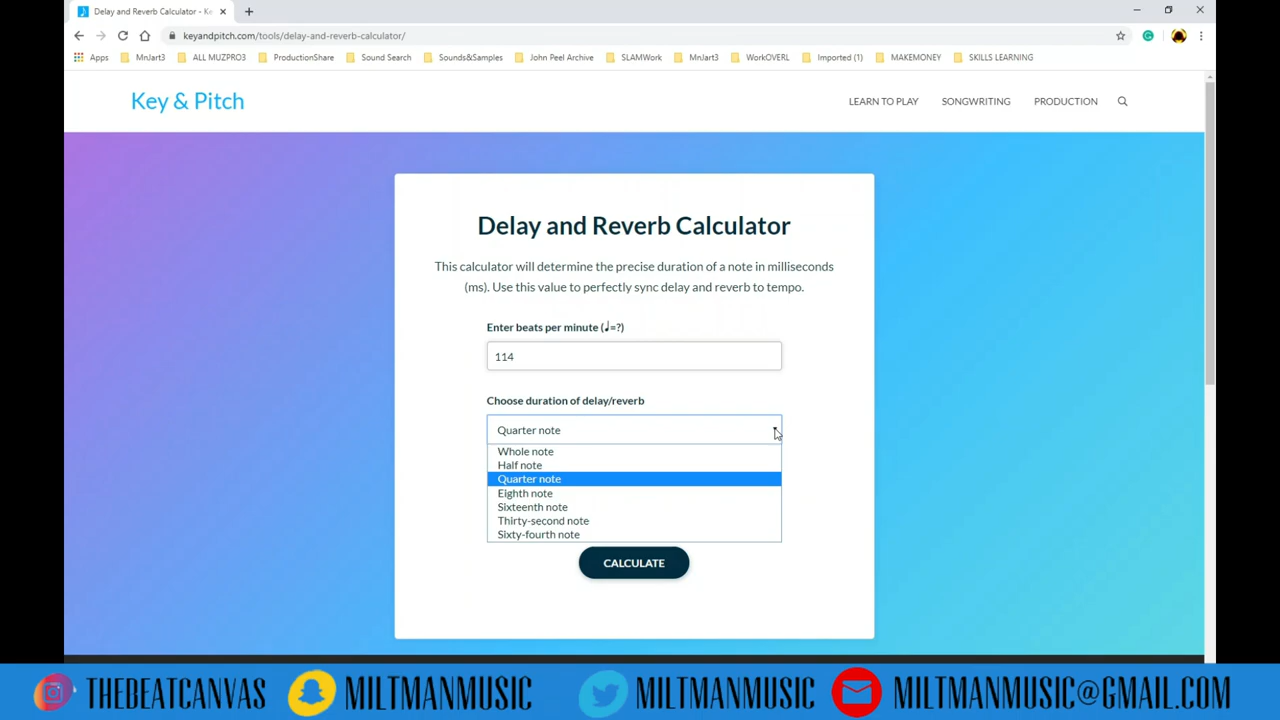 Delay and Reverb Calculator - Ke
keyandpitch.com/tools/delay-and-reverb-calculator/
Apps MnJart3 ALL MUZPRO3 ProductionShare Sound Search Sounds&Samples John Peel Archive SLAMWork MnJart3 WorkOVERL Imported (1) MAKEMONEY SKILLS LEARNING
Key & Pitch LEARN TO PLAY SONGWRITING PRODUCTION
Delay and Reverb Calculator
This calculator will determine the precise duration of a note in milliseconds
(ms). Use this value to perfectly sync delay and reverb to tempo.
Enter beats per minute (♩=?)
114
Choose duration of delay/reverb
Quarter note
Whole note
Half note
Quarter note
Eighth note
Sixteenth note
Thirty-second note
Sixty-fourth note
CALCULATE
THEBEATCANVAS MILTMANMUSIC MILTMANMUSIC MILTMANMUSIC@GMAIL.COM